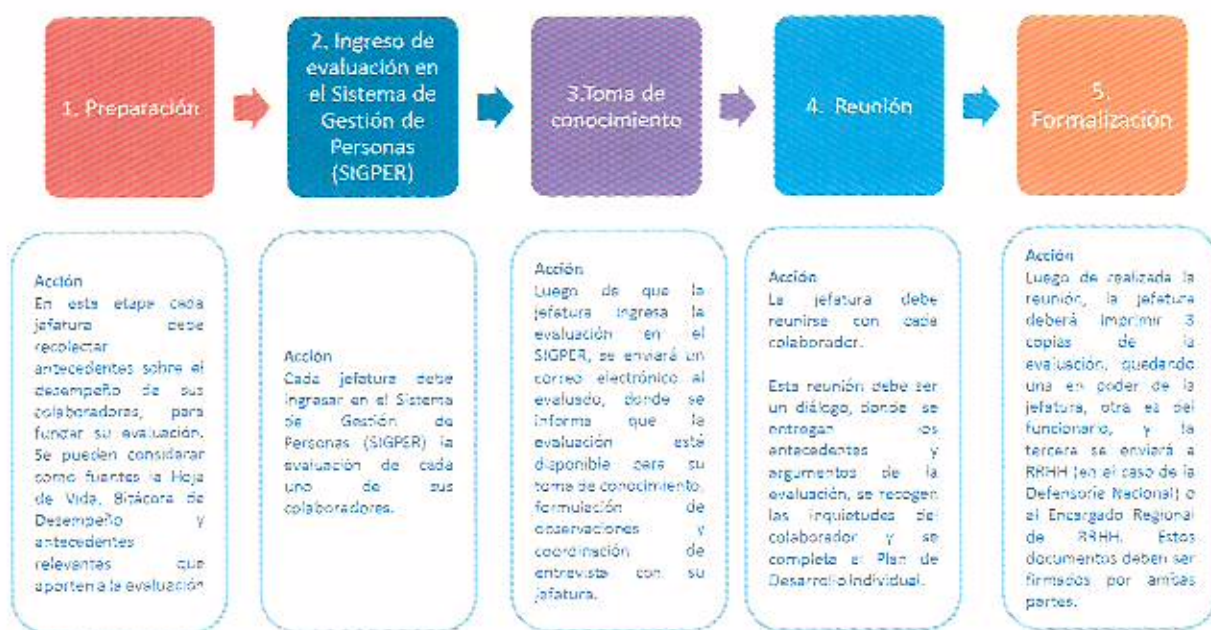 1. Preparación
2. Ingreso de
evaluación en
el Sistema de
Gestión de
Personas
(SIGPER)
3.Toma de
conocimiento
4. Reunión
5.
Formalización
Acción
En esta etapa cada
jefatura debe
recolectar
antecedentes sobre el
desempeño de sus
colaboradores, para
fundar su evaluación.
Se pueden considerar
como fuentes la Hoja
de Vida, Bitácora de
Desempeño y
antecedentes
relevantes que
aporten a la evaluación
Acción
Cada jefatura debe
ingresar en el Sistema
de Gestión de
Personas (SIGPER) la
evaluación de cada
uno de sus
colaboradores.
Acción
Luego de que la
jefatura ingresa la
evaluación en el
SIGPER, se enviará un
correo electrónico al
evaluado, donde se
informa que la
evaluación está
disponible para su
toma de conocimiento,
formulación de
observaciones y
coordinación de
entrevista con su
jefatura.
Acción
La jefatura debe
reunirse con cada
colaborador.
Esta reunión debe ser
un diálogo, donde se
entregan los
antecedentes y
argumentos de la
evaluación, se recogen
las inquietudes del
colaborador y se
completa el Plan de
Desarrollo Individual.
Acción
Luego de realizada la
reunión, la jefatura
deberá imprimir 3
copias de la
evaluación, quedando
una en poder de la
jefatura, otra es del
funcionario, y la
tercera se enviará a
RRHH (en el caso de la
Defensoría Nacional) o
al Encargado Regional
de RRHH. Estos
documentos deben ser
firmados por ambas
partes.